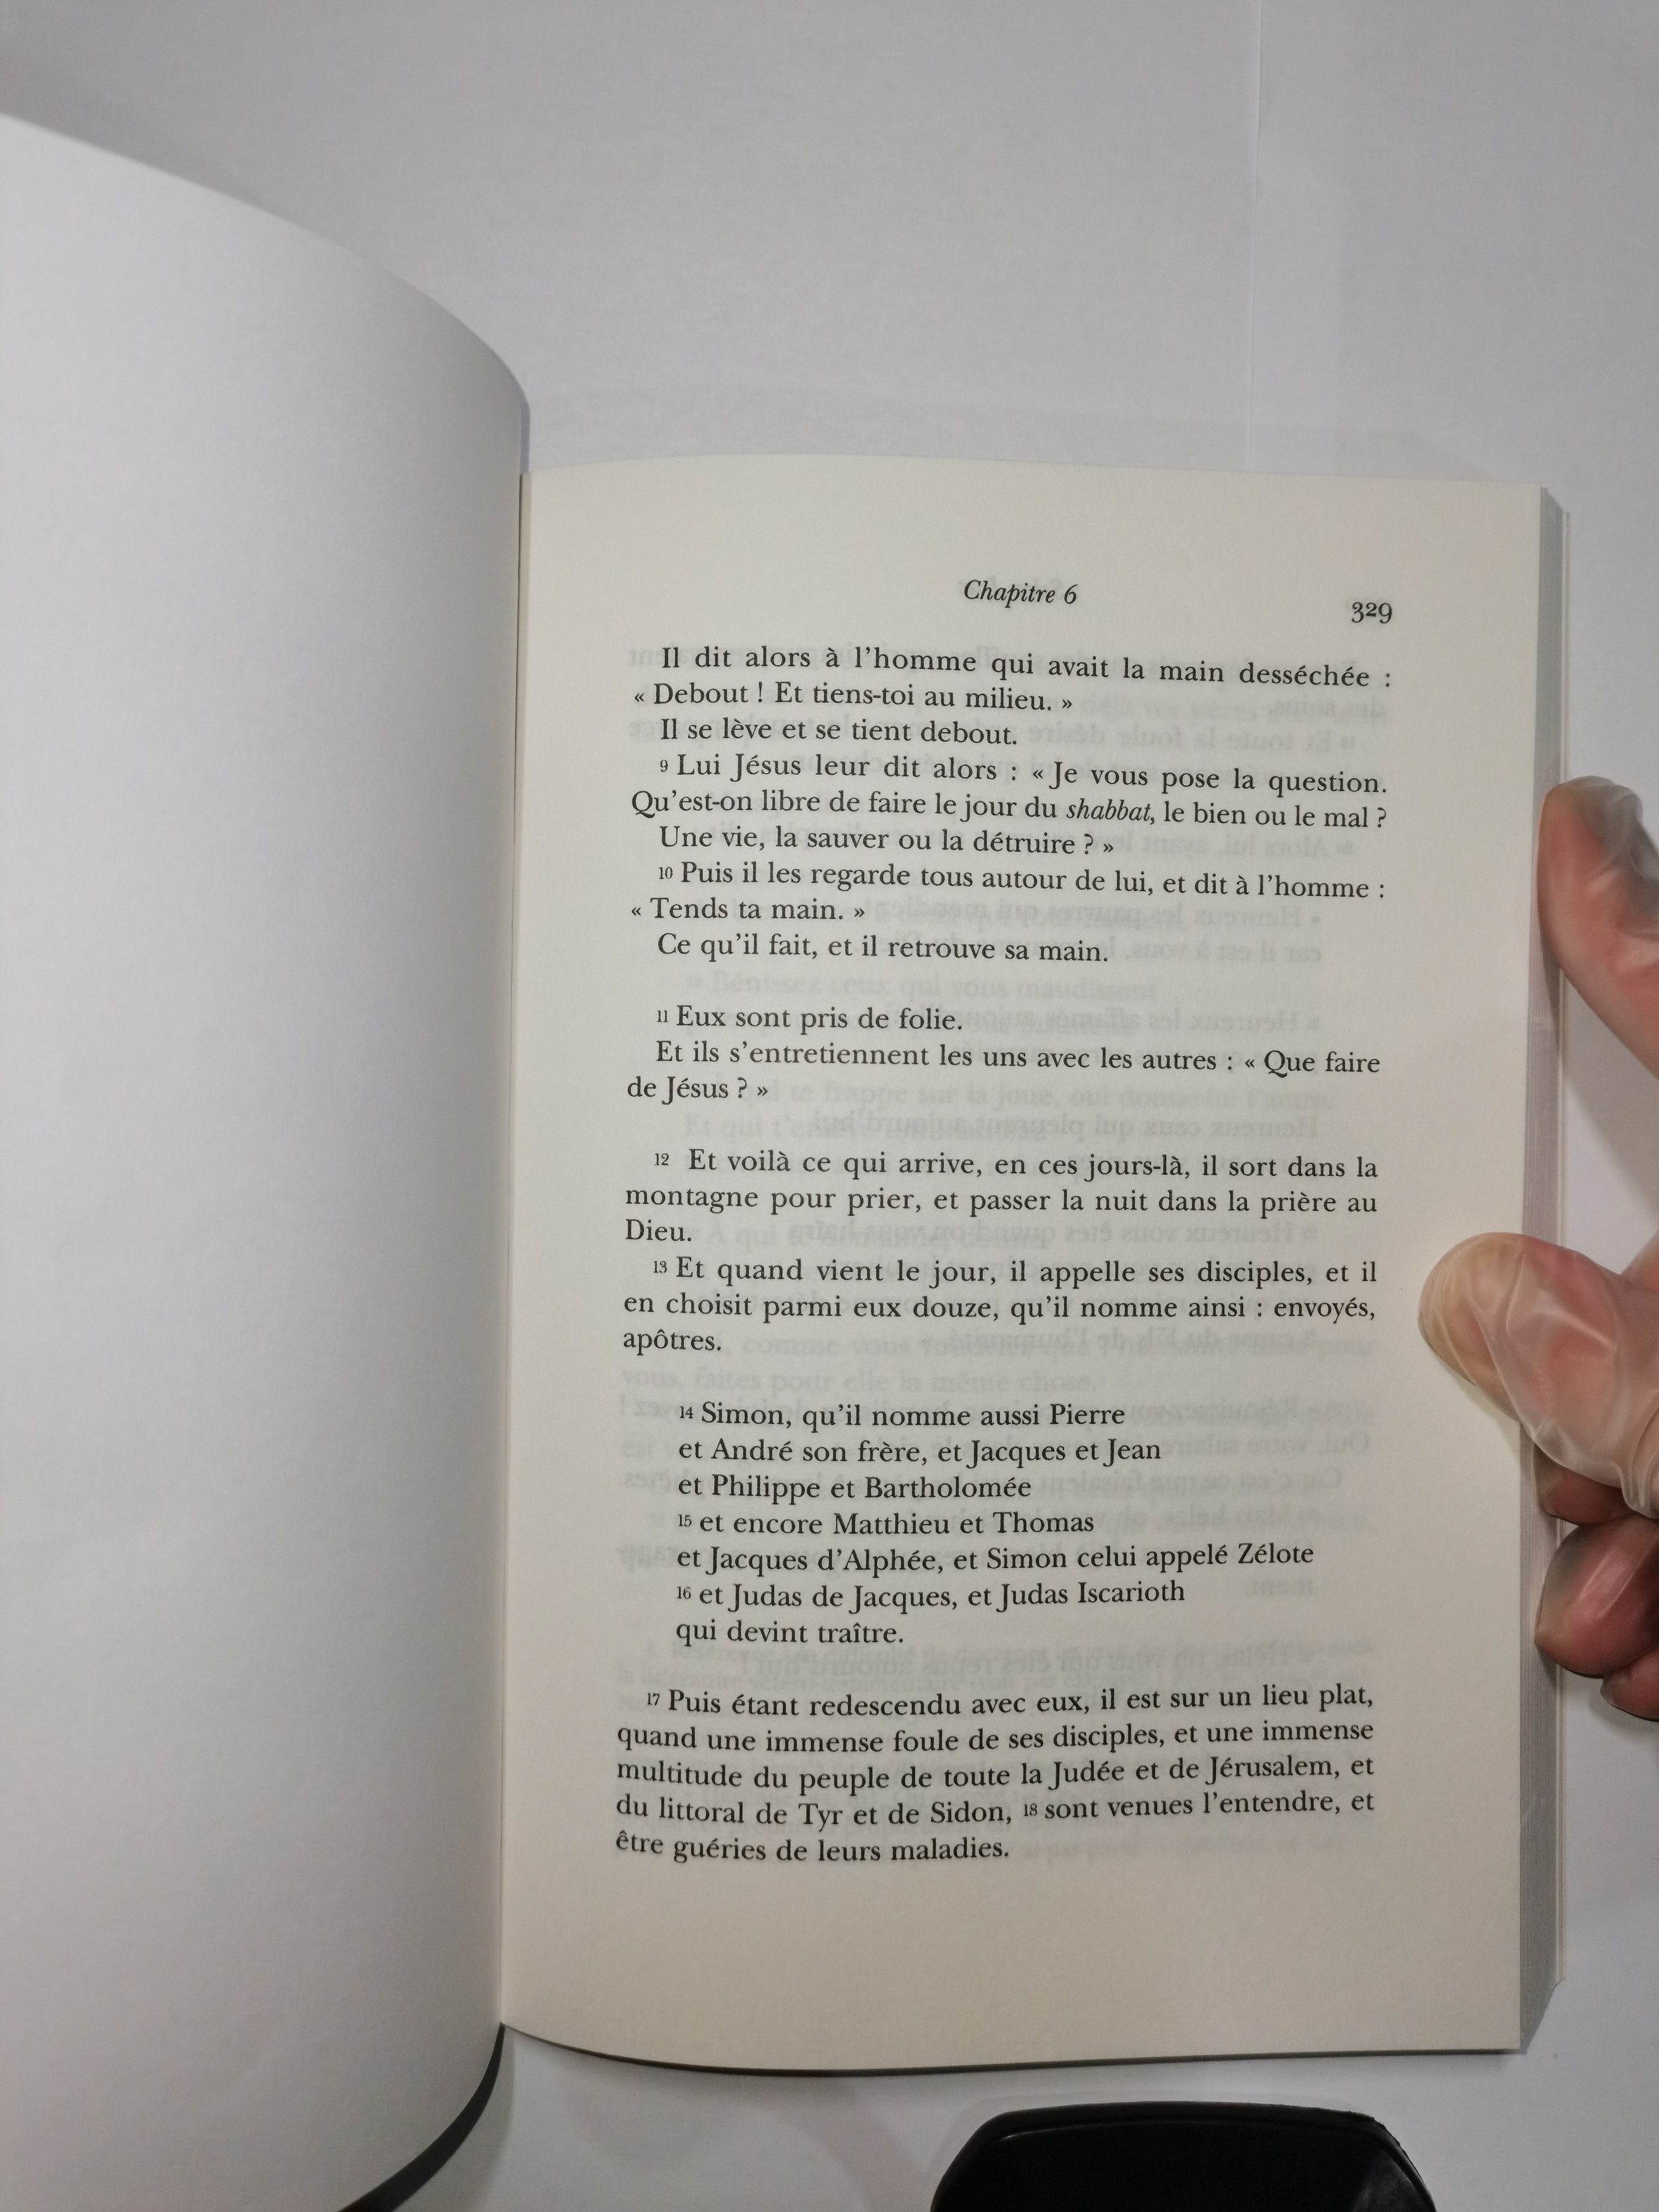 Chapitre 6
329
Il dit alors à l'homme qui avait la main desséchée :
« Debout ! Et tiens-toi au milieu. »
Il se lève et se tient debout.
9 Lui Jésus leur dit alors : « Je vous pose la question.
Qu'est-on libre de faire le jour du shabbat, le bien ou le mal ?
Une vie, la sauver ou la détruire ? »
10 Puis il les regarde tous autour de lui, et dit à l'homme :
« Tends ta main. »
Ce qu'il fait, et il retrouve sa main.
11 Eux sont pris de folie.
Et ils s'entretiennent les uns avec les autres : « Que faire
de Jésus ? »
12 Et voilà ce qui arrive, en ces jours-là, il sort dans la
montagne pour prier, et passer la nuit dans la prière au
Dieu.
13 Et quand vient le jour, il appelle ses disciples, et il
en choisit parmi eux douze, qu'il nomme ainsi : envoyés,
apôtres.
14 Simon, qu'il nomme aussi Pierre
et André son frère, et Jacques et Jean
et Philippe et Bartholomée
15 et encore Matthieu et Thomas
et Jacques d'Alphée, et Simon celui appelé Zélote
16 et Judas de Jacques, et Judas Iscarioth
qui devint traître.
17 Puis étant redescendu avec eux, il est sur un lieu plat,
quand une immense foule de ses disciples, et une immense
multitude du peuple de toute la Judée et de Jérusalem, et
du littoral de Tyr et de Sidon, 18 sont venues l'entendre, et
être guéries de leurs maladies.